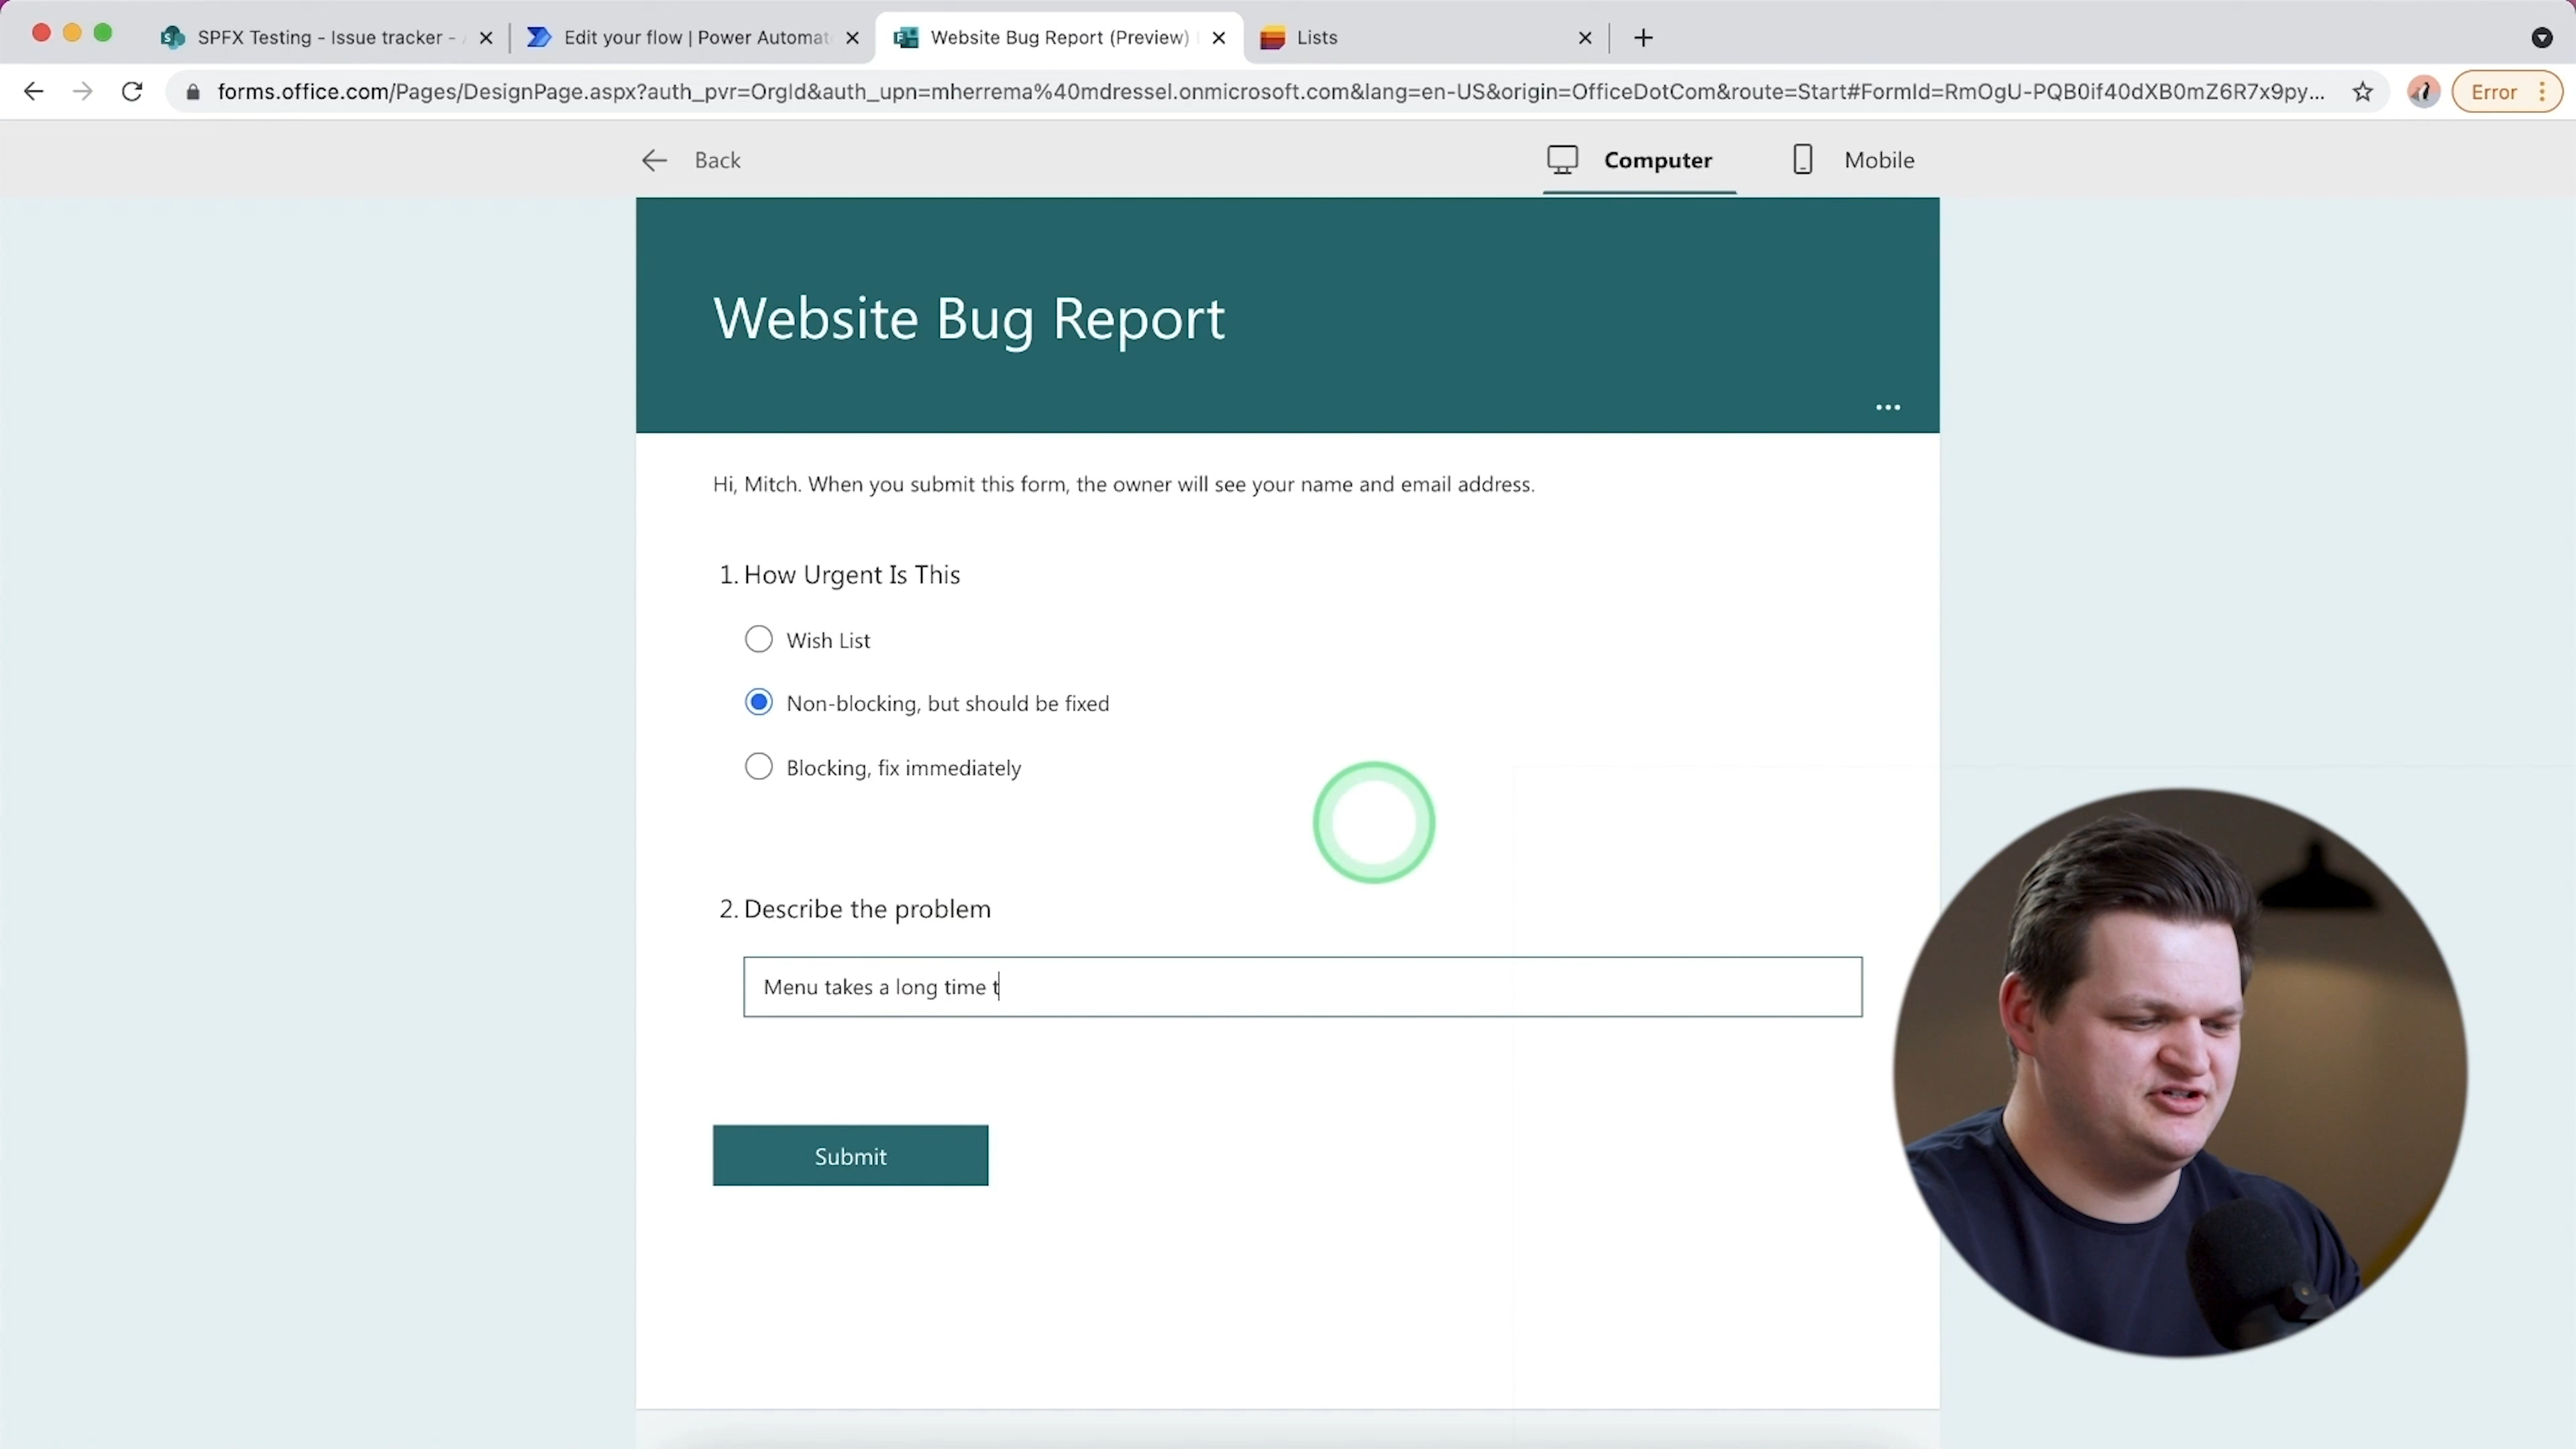 SPFX Testing - Issue tracker -
Edit your flow | Power Automat
Website Bug Report (Preview)
Lists
forms.office.com/Pages/DesignPage.aspx?auth_pvr=OrgId&auth_upn=mherrema%40mdressel.onmicrosoft.com&lang=en-US&origin=OfficeDotCom&route=Start#FormId=RmOgU-PQB0if40dXB0mZ6R7x9py...
Error
Back
Computer
Mobile
Website Bug Report
...
Hi, Mitch. When you submit this form, the owner will see your name and email address.
1. How Urgent Is This
Wish List
Non-blocking, but should be fixed
Blocking, fix immediately
2. Describe the problem
Menu takes a long time t
Submit